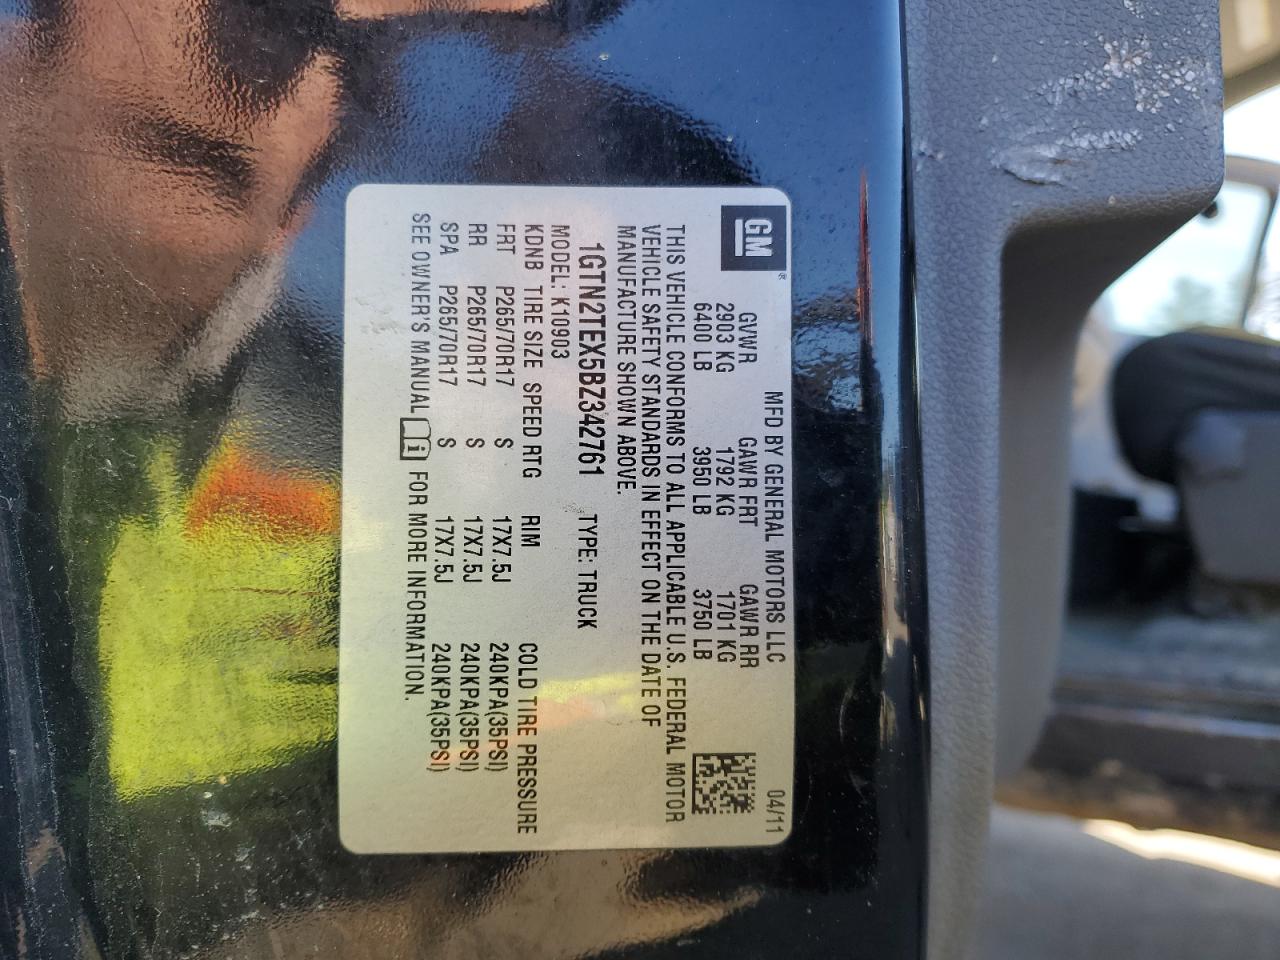 GM
MFD BY GENERAL MOTORS LLC 04/11
GVWR GAWR FRT GAWR RR
2903 KG 1792 KG 1701 KG
6400 LB 3950 LB 3750 LB
THIS VEHICLE CONFORMS TO ALL APPLICABLE U.S. FEDERAL MOTOR
VEHICLE SAFETY STANDARDS IN EFFECT ON THE DATE OF
MANUFACTURE SHOWN ABOVE.
1GTN2TEX5BZ342761 TYPE: TRUCK
MODEL: K10903
KDNB TIRE SIZE SPEED RTG RIM COLD TIRE PRESSURE
FRT P265/70R17 S 17X7.5J 240KPA(35PSI)
RR P265/70R17 S 17X7.5J 240KPA(35PSI)
SPA P265/70R17 S 17X7.5J 240KPA(35PSI)
SEE OWNER'S MANUAL i FOR MORE INFORMATION.